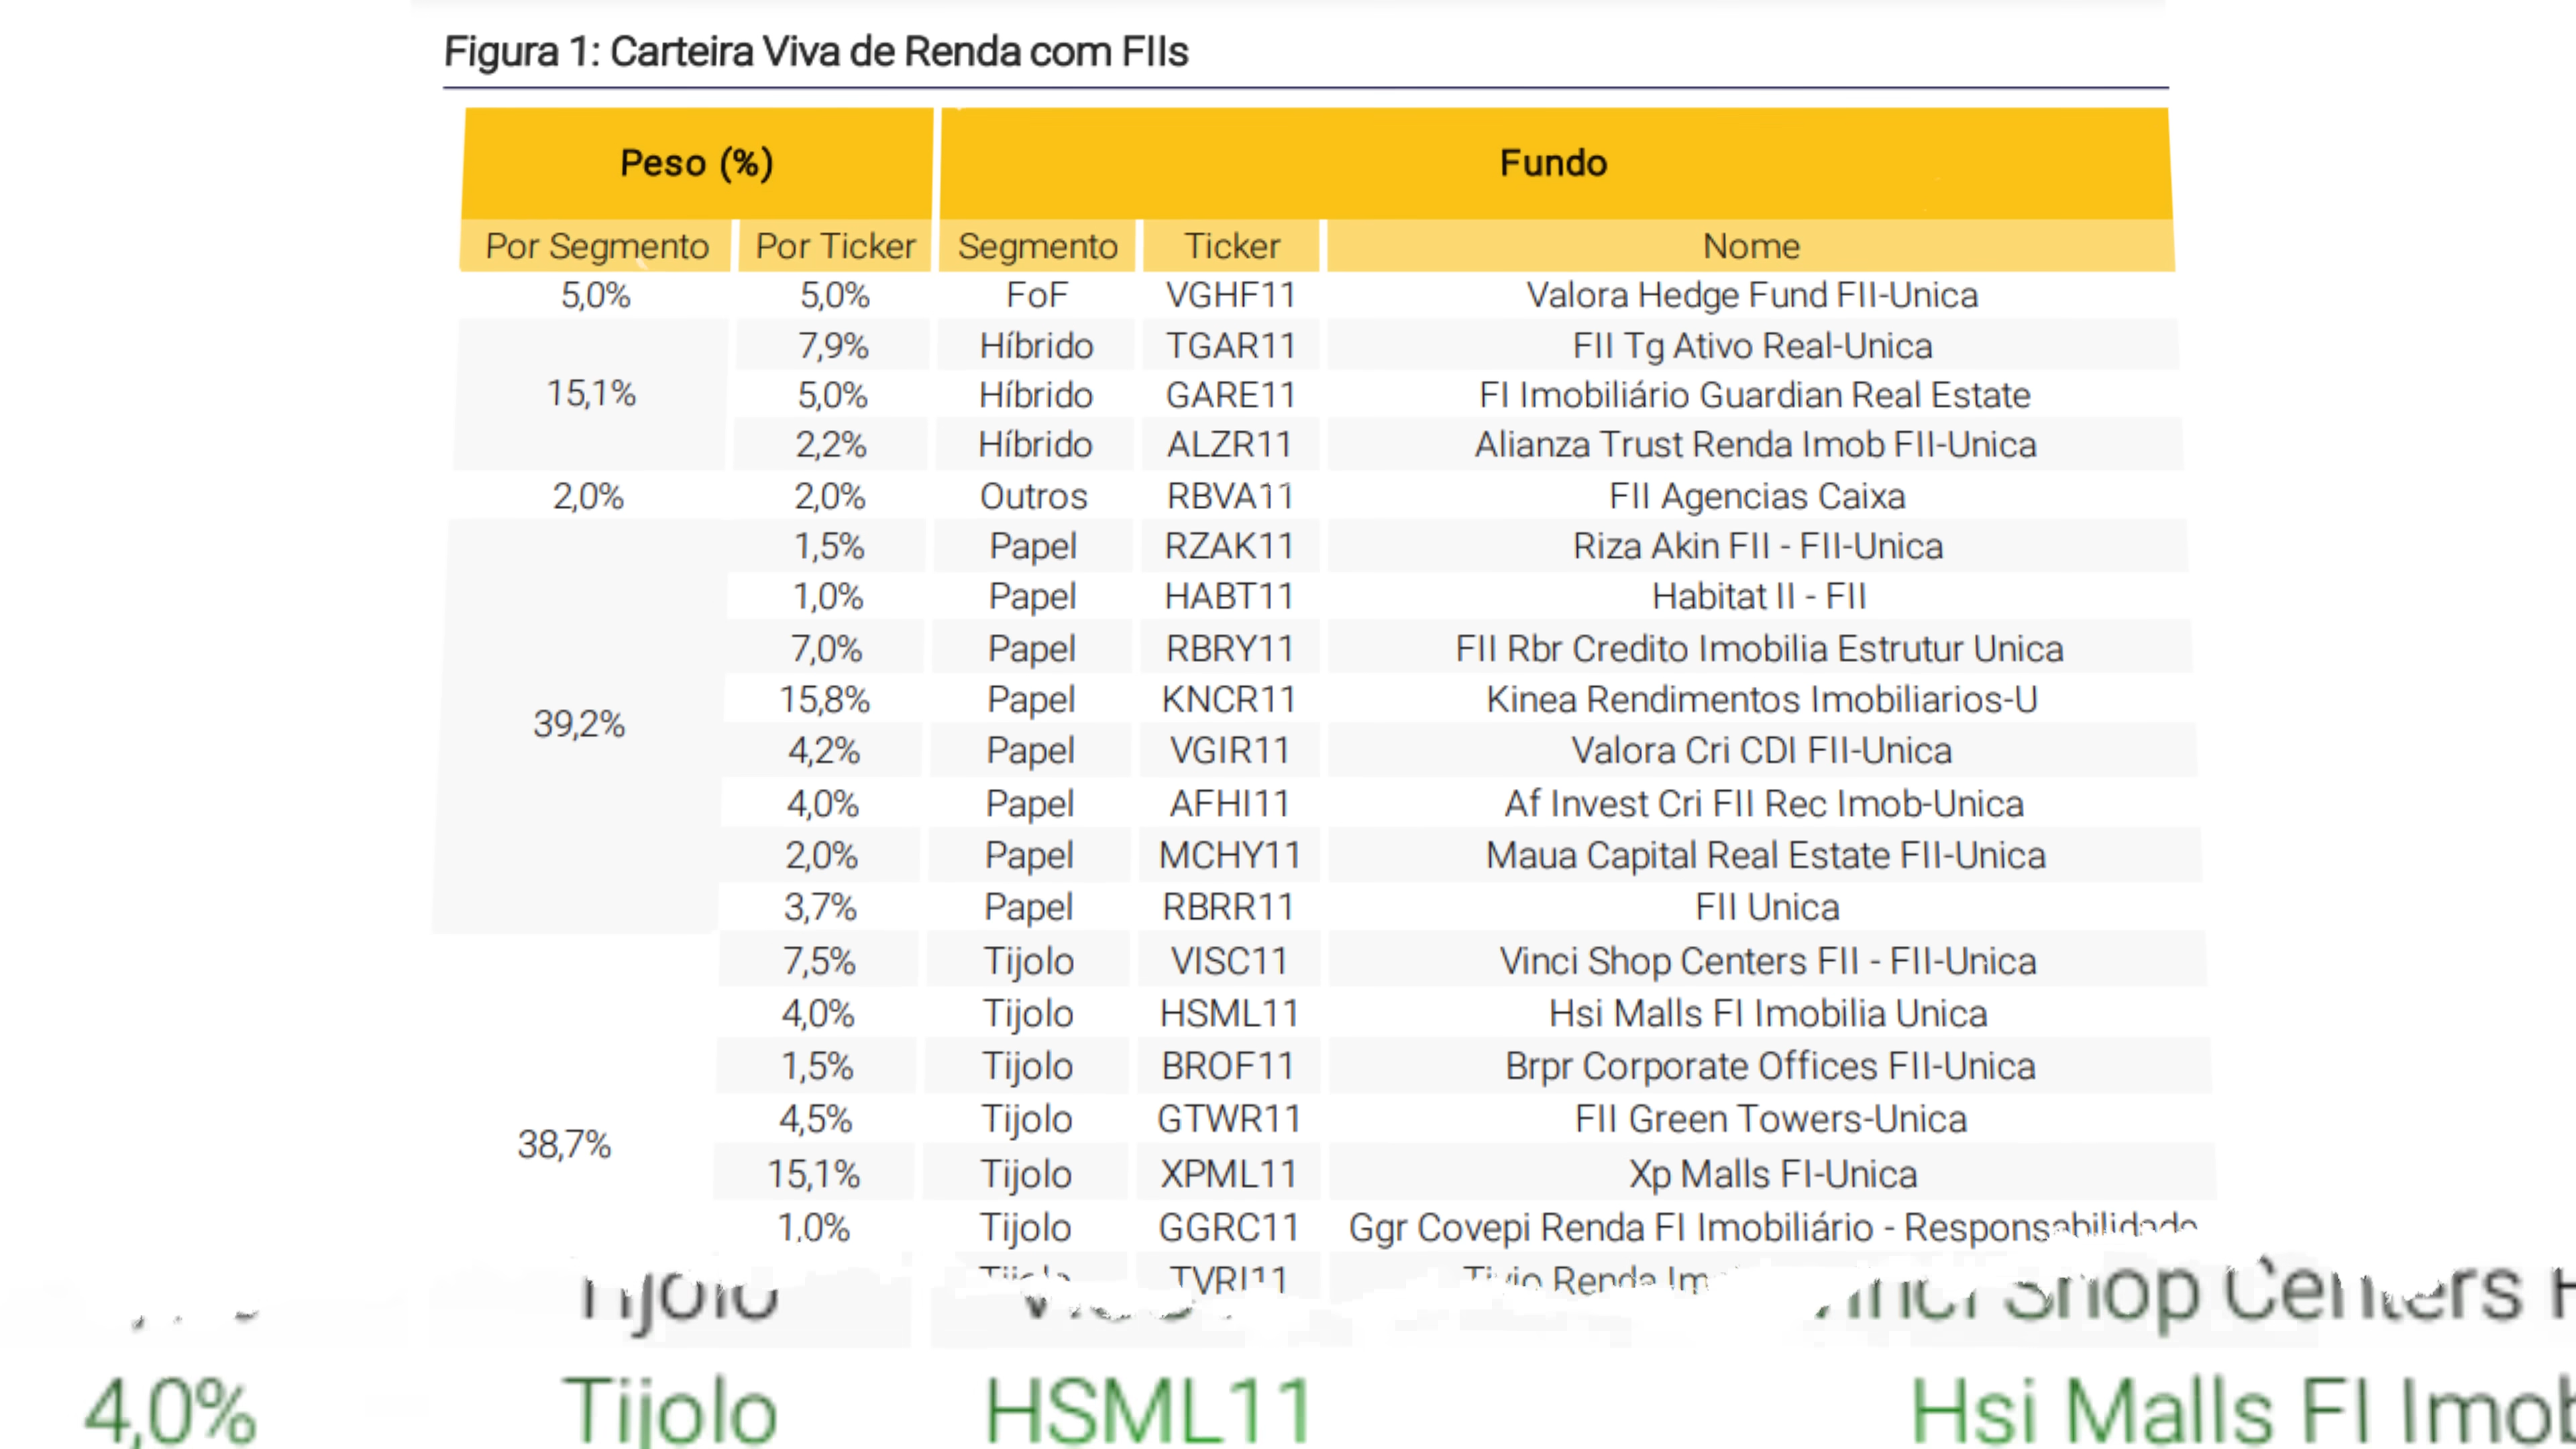 Figura 1: Carteira Viva de Renda com FIIs
Peso (%) Fundo
Por Segmento Por Ticker Segmento Ticker Nome
5,0% 5,0% FoF VGHF11 Valora Hedge Fund FII-Unica
7,9% Híbrido TGAR11 FII Tg Ativo Real-Unica
15,1% 5,0% Híbrido GARE11 FI Imobiliário Guardian Real Estate
2,2% Híbrido ALZR11 Alianza Trust Renda Imob FII-Unica
2,0% 2,0% Outros RBVA11 FII Agencias Caixa
1,5% Papel RZAK11 Riza Akin FII - FII-Unica
1,0% Papel HABT11 Habitat II - FII
7,0% Papel RBRY11 FII Rbr Credito Imobilia Estrutur Unica
15,8% Papel KNCR11 Kinea Rendimentos Imobiliarios-U
39,2% 4,2% Papel VGIR11 Valora Cri CDI FII-Unica
4,0% Papel AFHI11 Af Invest Cri FII Rec Imob-Unica
2,0% Papel MCHY11 Maua Capital Real Estate FII-Unica
3,7% Papel RBRR11 FII Unica
7,5% Tijolo VISC11 Vinci Shop Centers FII - FII-Unica
4,0% Tijolo HSML11 Hsi Malls FI Imobilia Unica
1,5% Tijolo BROF11 Brpr Corporate Offices FII-Unica
4,5% Tijolo GTWR11 FII Green Towers-Unica
38,7% 15,1% Tijolo XPML11 Xp Malls FI-Unica
1,0% Tijolo GGRC11 Ggr Covepi Renda FI Imobiliário - Responsabilidade
Tijolo TVRI11 Tivio Renda Im
Tijolo Shop Centers
4,0% Tijolo HSML11 Hsi Malls FI Imob